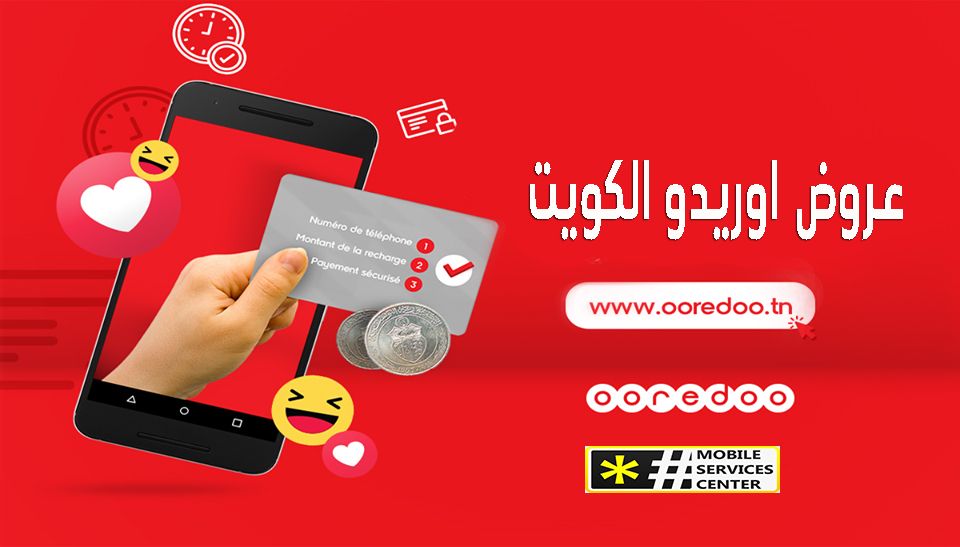 عروض اوريدو الكويت
Numéro de téléphone 1
Montant de la recharge 2
Payement sécurisé 3
www.ooredoo.tn
ooredoo
*# MOBILE
SERVICES
CENTER